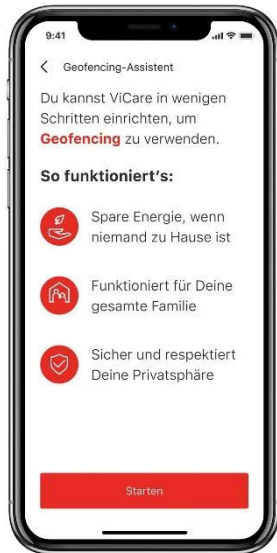 9:41
Geofencing-Assistent
Du kannst ViCare in wenigen
Schritten einrichten, um
Geofencing zu verwenden.
So funktioniert's:
Spare Energie, wenn
niemand zu Hause ist
Funktioniert für Deine
gesamte Familie
Sicher und respektiert
Deine Privatsphäre
Starten